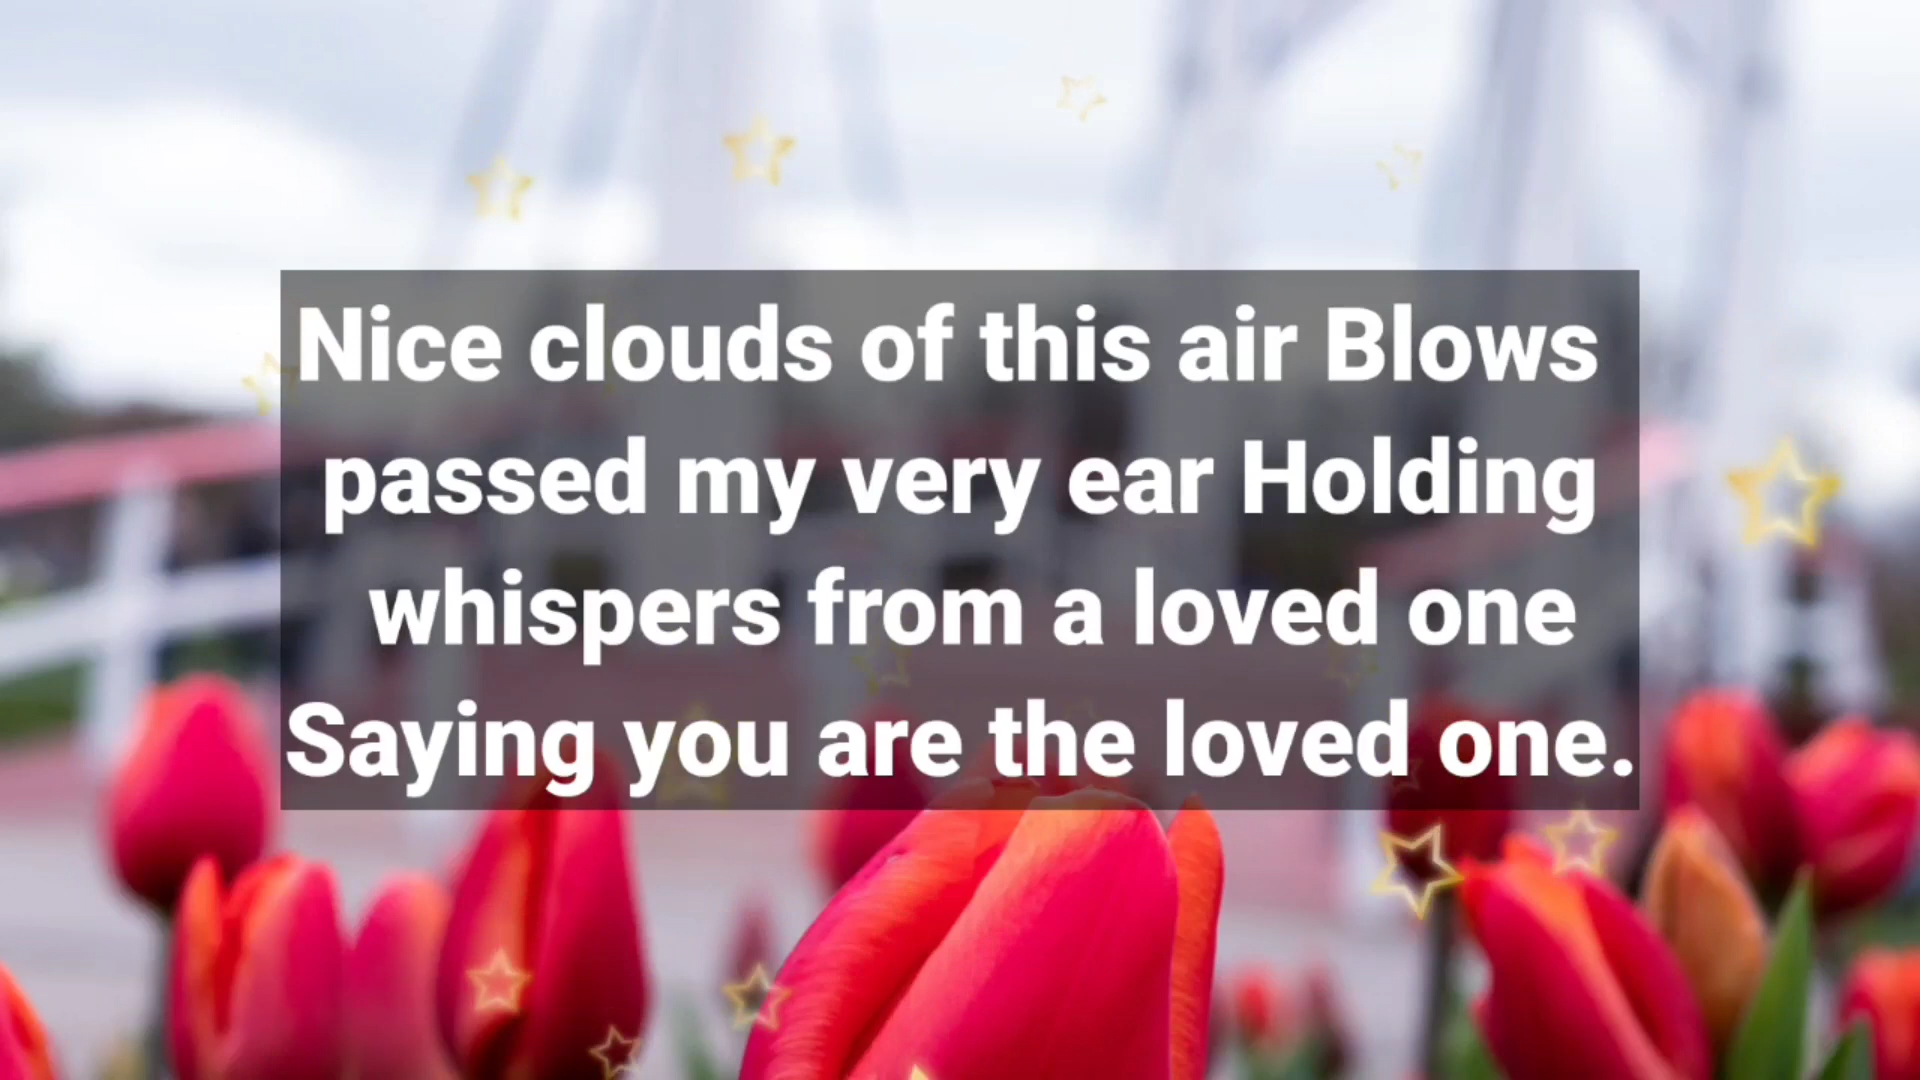 Nice clouds of this air Blows
passed my very ear Holding
whispers from a loved one
Saying you are the loved one.